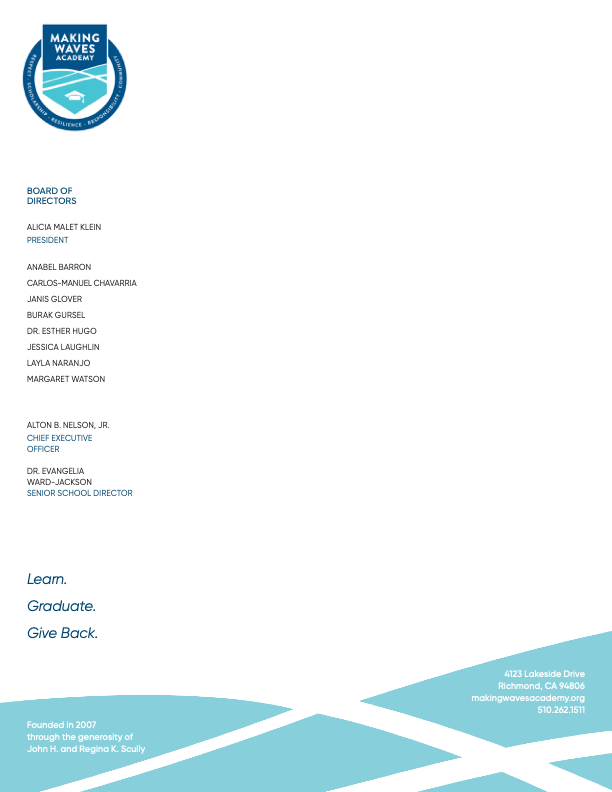 MAKING
WAVES
ACADEMY
RESPECT · SCHOLARSHIP · RESILIENCE · RESPONSIBILITY · COMMUNITY
BOARD OF
DIRECTORS
ALICIA MALET KLEIN
PRESIDENT
ANABEL BARRON
CARLOS-MANUEL CHAVARRIA
JANIS GLOVER
BURAK GURSEL
DR. ESTHER HUGO
JESSICA LAUGHLIN
LAYLA NARANJO
MARGARET WATSON
ALTON B. NELSON, JR.
CHIEF EXECUTIVE
OFFICER
DR. EVANGELIA
WARD-JACKSON
SENIOR SCHOOL DIRECTOR
Learn.
Graduate.
Give Back.
4123 Lakeside Drive
Richmond, CA 94806
makingwavesacademy.org
510.262.1511
Founded in 2007
through the generosity of
John H. and Regina K. Scully